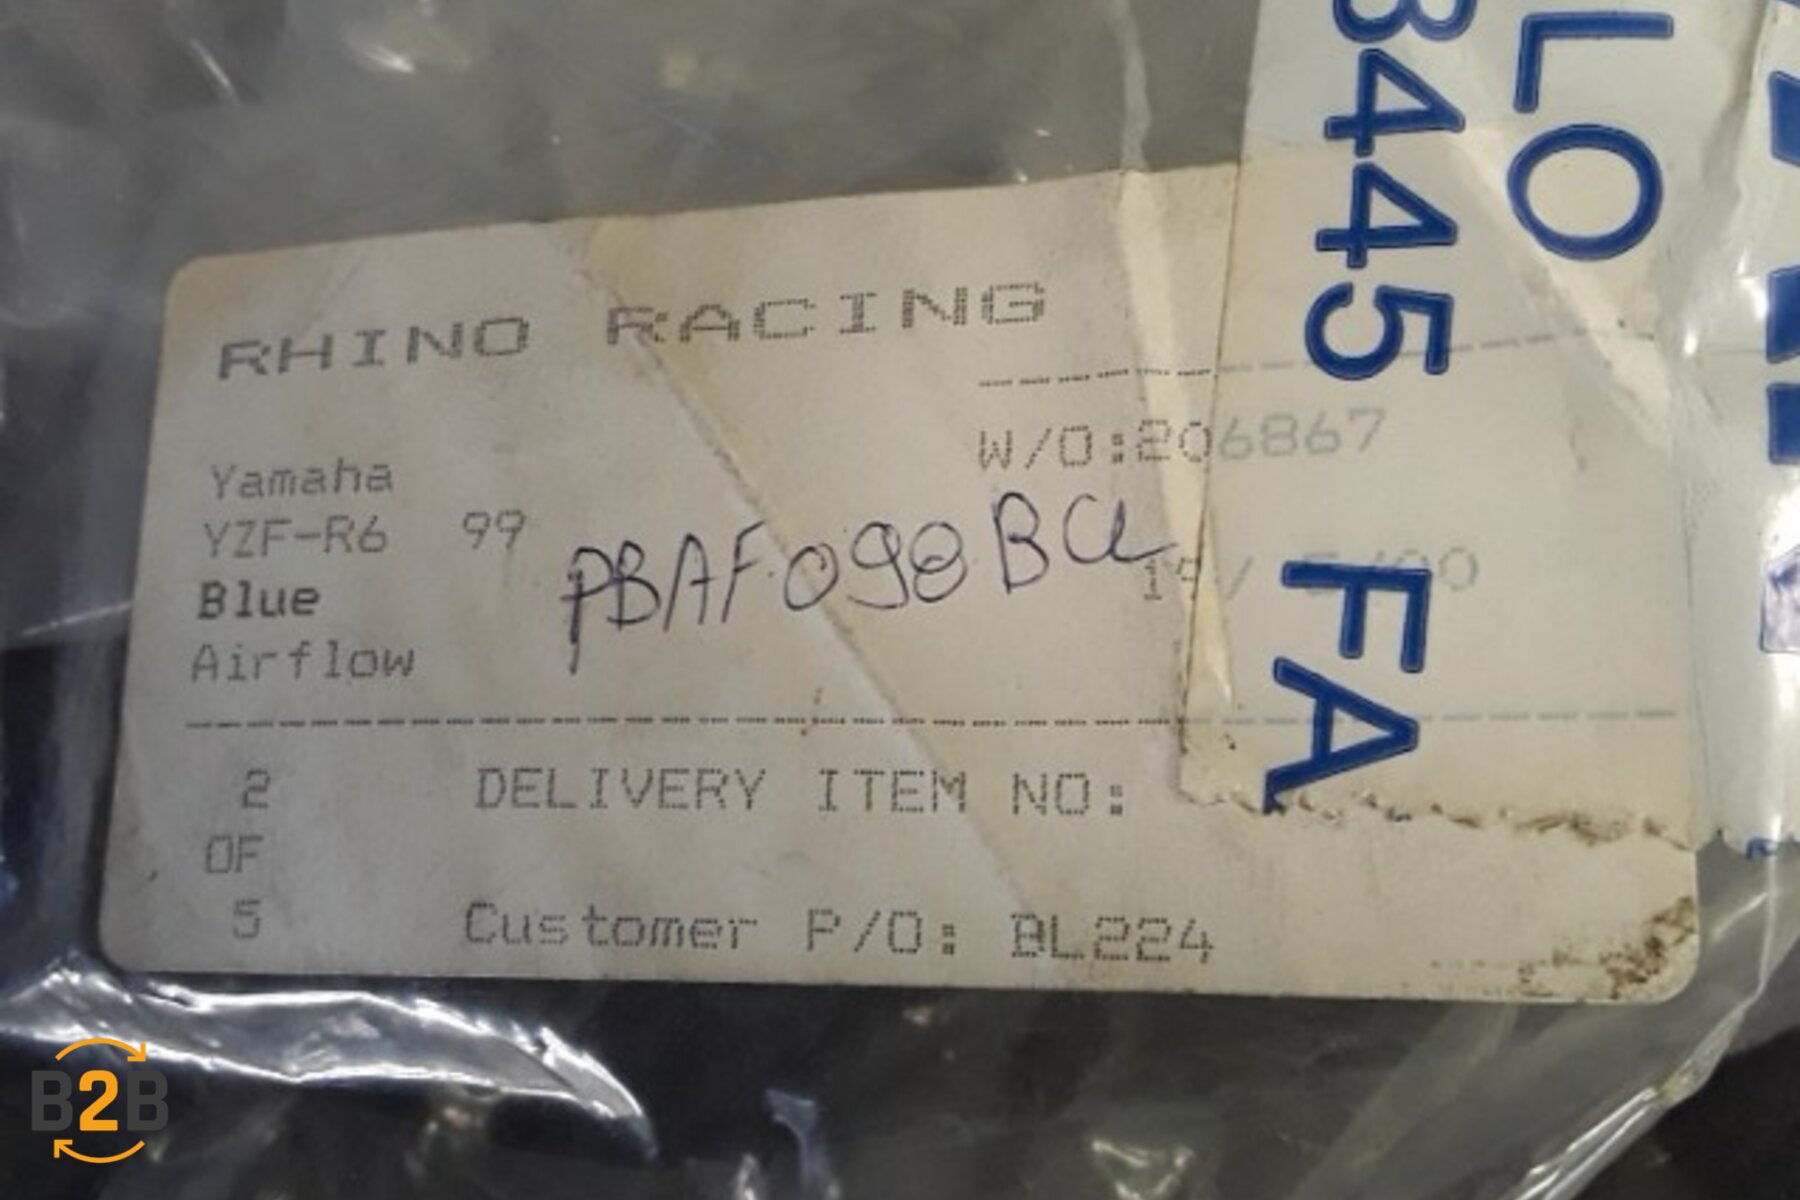 RHINO RACING
W/O:206867
Yamaha
YZF-R6 99
Blue
Airflow
PBAF098BU
2 DELIVERY ITEM NO:
OF
5 Customer P/O: BL224
LO
3445 FA
B2B